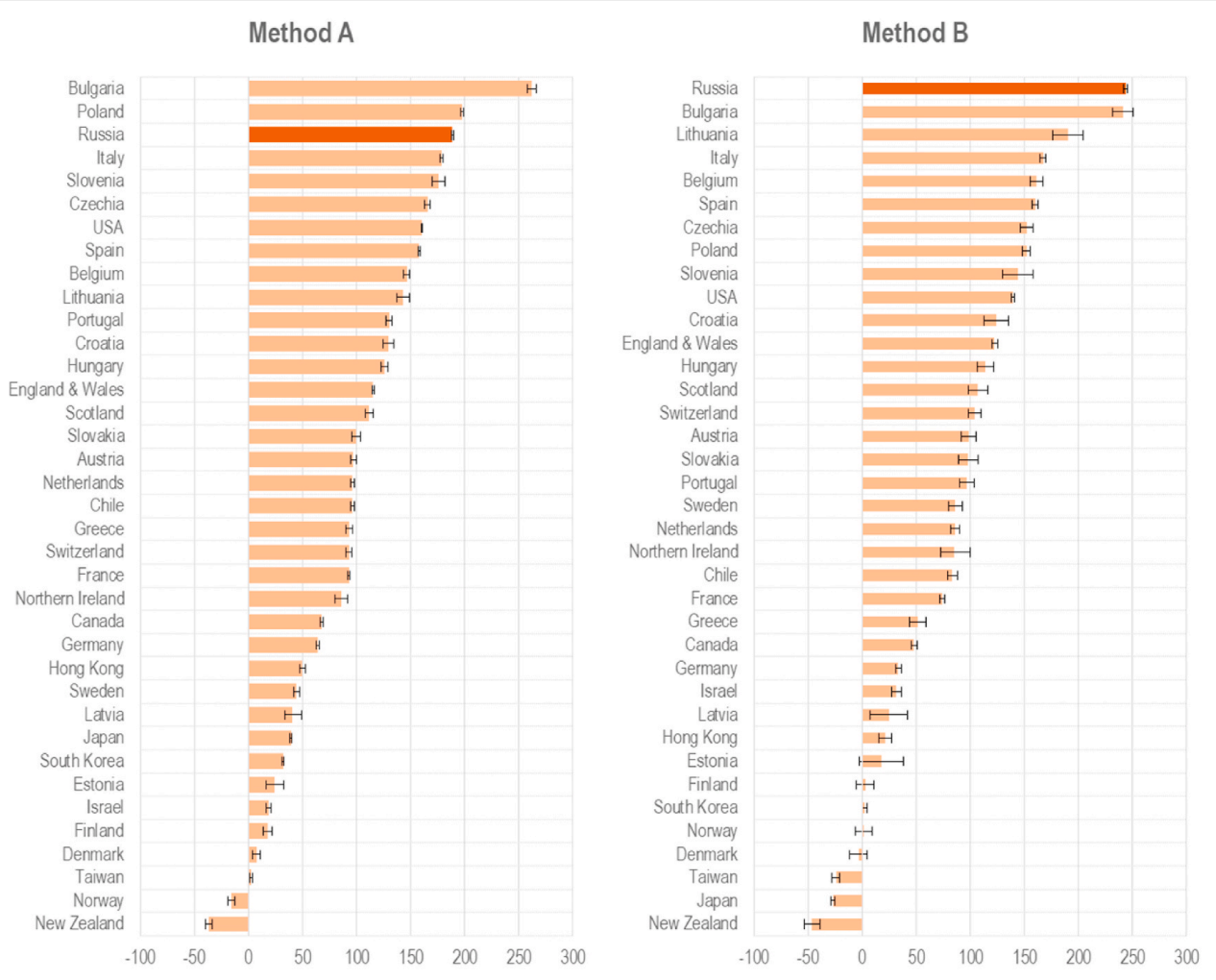 Method A
Bulgaria
Poland
Russia
Italy
Slovenia
Czechia
USA
Spain
Belgium
Lithuania
Portugal
Croatia
Hungary
England & Wales
Scotland
Slovakia
Austria
Netherlands
Chile
Greece
Switzerland
France
Northern Ireland
Canada
Germany
Hong Kong
Sweden
Latvia
Japan
South Korea
Estonia
Israel
Finland
Denmark
Taiwan
Norway
New Zealand
-100 -50 0 50 100 150 200 250 300
Method B
Russia
Bulgaria
Lithuania
Italy
Belgium
Spain
Czechia
Poland
Slovenia
USA
Croatia
England & Wales
Hungary
Scotland
Switzerland
Austria
Slovakia
Portugal
Sweden
Netherlands
Northern Ireland
Chile
France
Greece
Canada
Germany
Israel
Latvia
Hong Kong
Estonia
Finland
South Korea
Norway
Denmark
Taiwan
Japan
New Zealand
-100 -50 0 50 100 150 200 250 300